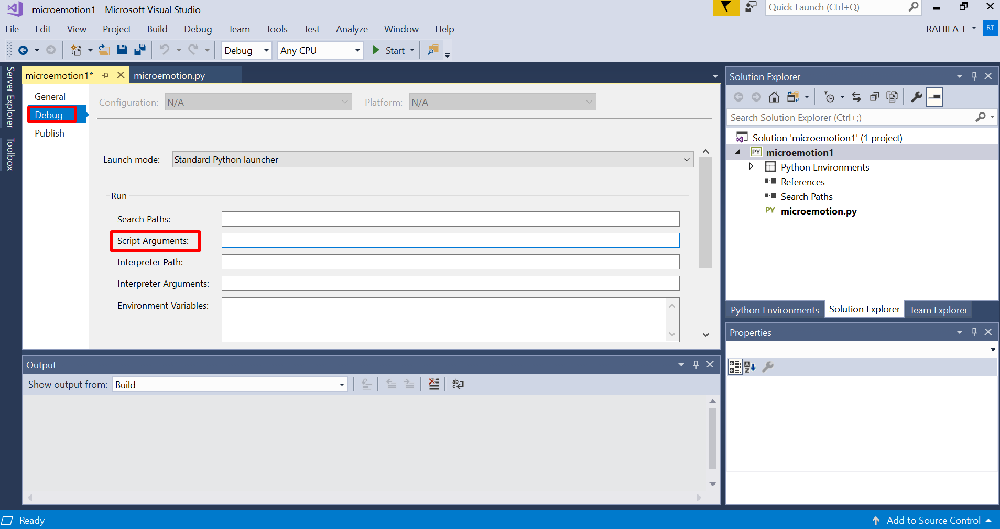 microemotion1 - Microsoft Visual Studio
Quick Launch (Ctrl+Q)
File Edit View Project Build Debug Team Tools Test Analyze Window Help
RAHILA T RT
Debug Any CPU Start
Server Explorer
Toolbox
microemotion1* microemotion.py
General
Debug
Publish
Configuration: N/A Platform: N/A
Launch mode: Standard Python launcher
Run
Search Paths:
Script Arguments:
Interpreter Path:
Interpreter Arguments:
Environment Variables:
Solution Explorer
Search Solution Explorer (Ctrl+;)
Solution 'microemotion1' (1 project)
PY microemotion1
Python Environments
References
Search Paths
PY microemotion.py
Python Environments Solution Explorer Team Explorer
Properties
Output
Show output from: Build
Ready
Add to Source Control